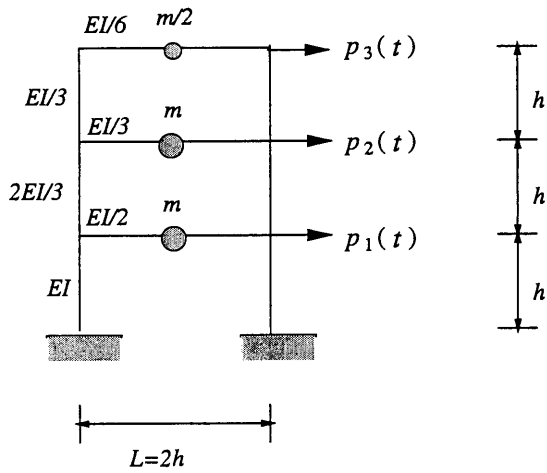 EI/6 m/2 p₃(t)
EI/3 h
EI/3 m p₂(t)
2EI/3 h
EI/2 m p₁(t)
EI h
L=2h